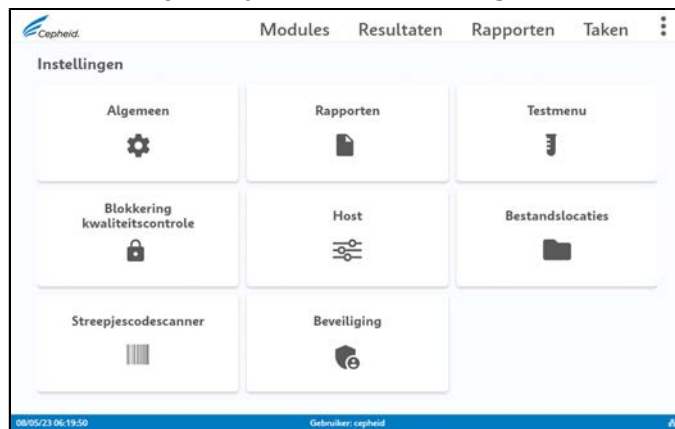 Cepheid.
Modules Resultaten Rapporten Taken
Instellingen
Algemeen
Rapporten
Testmenu
Blokkering
kwaliteitscontrole
Host
Bestandslocaties
Streepjescodescanner
Beveiliging
08/05/23 06:19:50
Gebruiker: cepheid